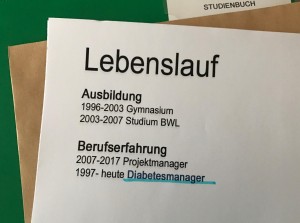 STUDIENBUCH
Lebenslauf
Ausbildung
1996-2003 Gymnasium
2003-2007 Studium BWL
Berufserfahrung
2007-2017 Projektmanager
1997- heute Diabetesmanager